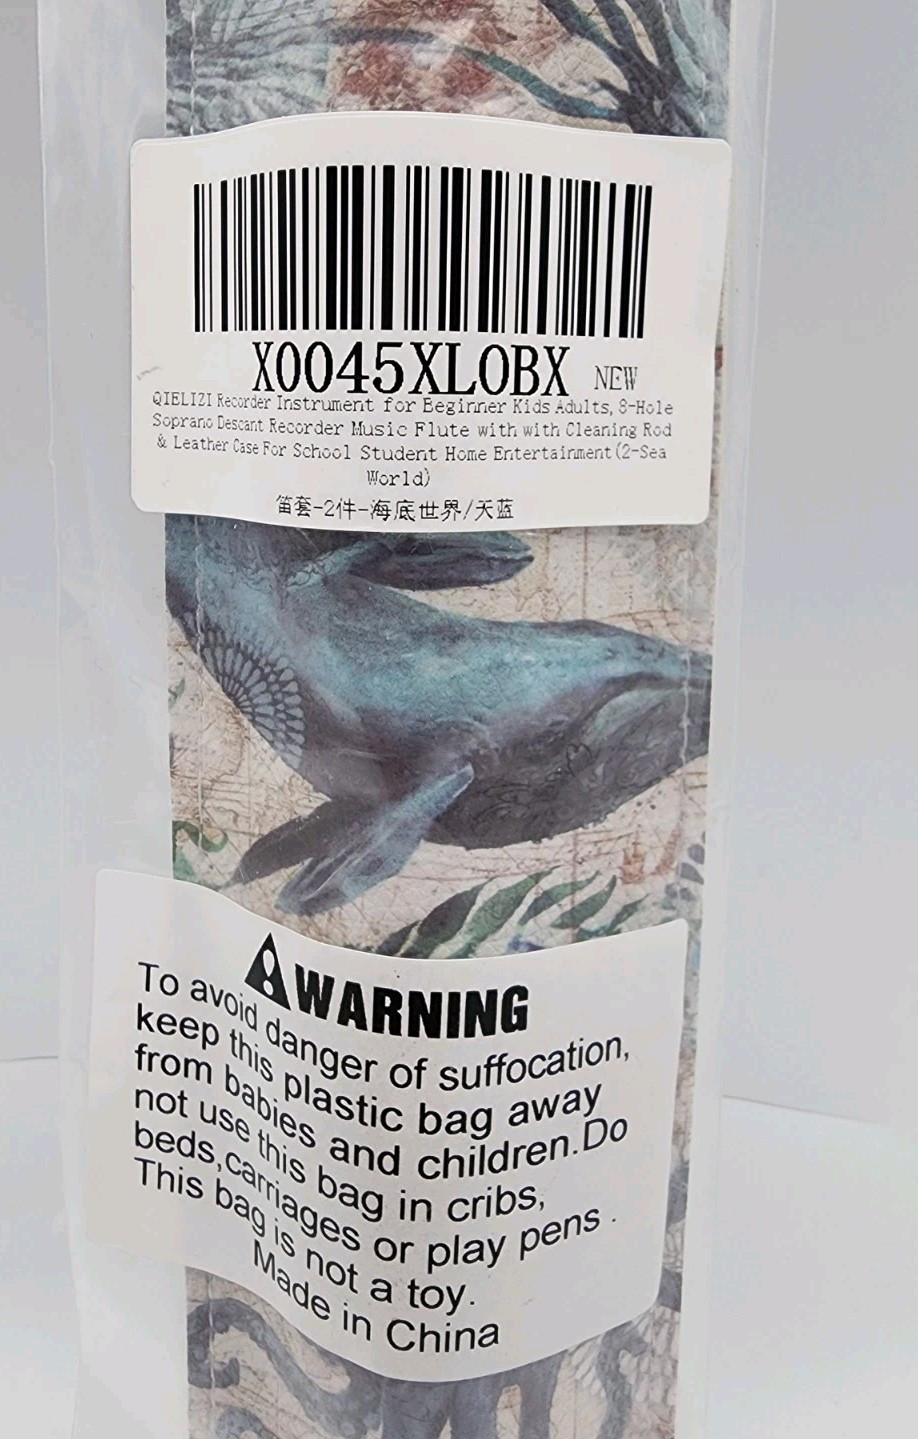 X0045XLOBX NEW
QIELIZI Recorder Instrument for Beginner Kids Adults, 8-Hole
Soprano Descant Recorder Music Flute with with Cleaning Rod
& Leather Case For School Student Home Entertainment(2-Sea
World)
笛套-2件-海底世界/天蓝
WARNING
To avoid danger of suffocation,
keep this plastic bag away
from babies and children.Do
not use this bag in cribs,
beds,carriages or play pens .
This bag is not a toy.
Made in China